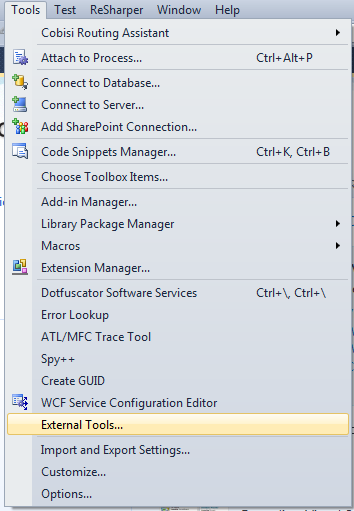 Tools Test ReSharper Window Help
Cobisi Routing Assistant
Attach to Process... Ctrl+Alt+P
Connect to Database...
Connect to Server...
Add SharePoint Connection...
Code Snippets Manager... Ctrl+K, Ctrl+B
Choose Toolbox Items...
Add-in Manager...
Library Package Manager
Macros
Extension Manager...
Dotfuscator Software Services Ctrl+\, Ctrl+\
Error Lookup
ATL/MFC Trace Tool
Spy++
Create GUID
WCF Service Configuration Editor
External Tools...
Import and Export Settings...
Customize...
Options...